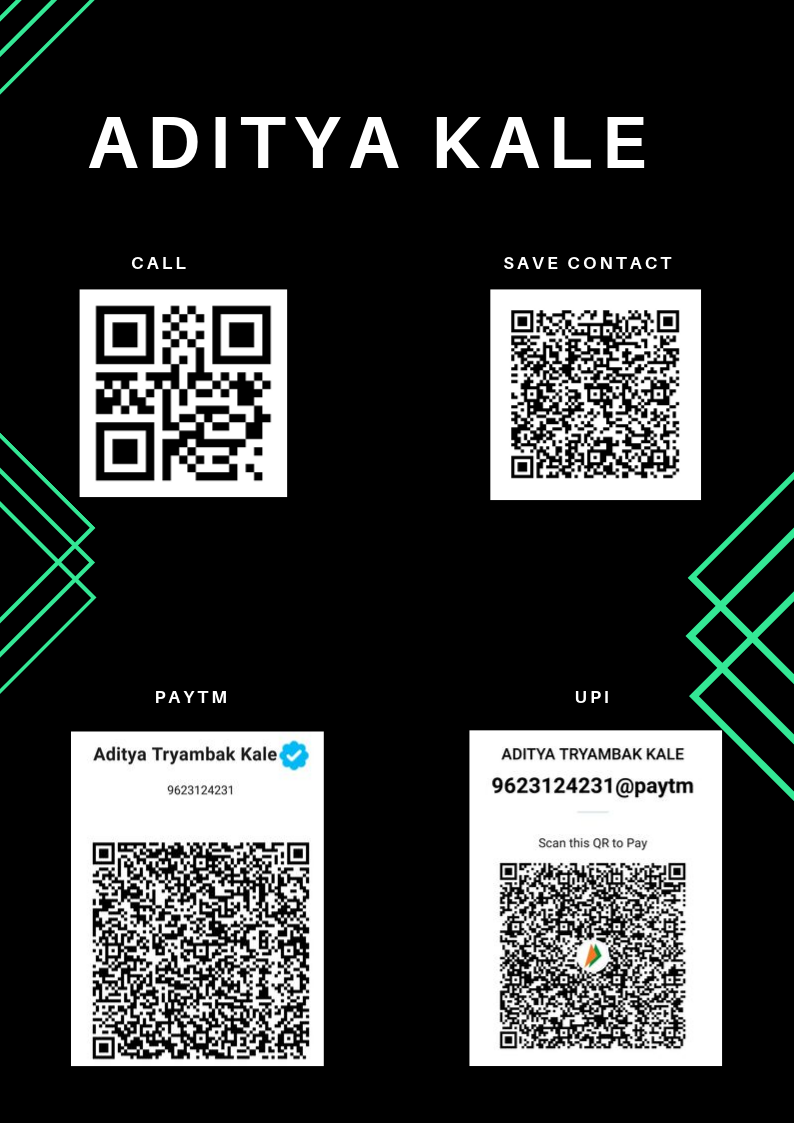 ADITYA KALE
CALL
SAVE CONTACT
PAYTM
UPI
Aditya Tryambak Kale
9623124231
ADITYA TRYAMBAK KALE
9623124231@paytm
Scan this QR to Pay